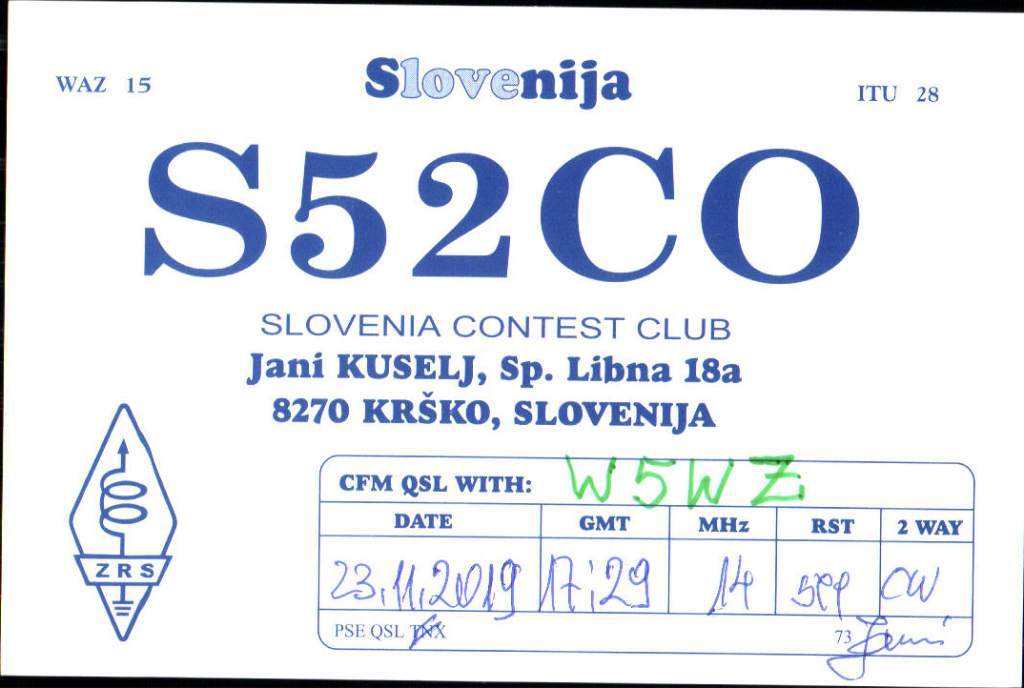 WAZ 15
Slovenija
ITU 28
S52CO
SLOVENIA CONTEST CLUB
Jani KUSELJ, Sp. Libna 18a
8270 KRŠKO, SLOVENIJA
ZRS
CFM QSL WITH: W5WZ
DATE GMT MHz RST 2 WAY
23.11.2019 17:29 14 599 CW
PSE QSL TNX 73 Jani